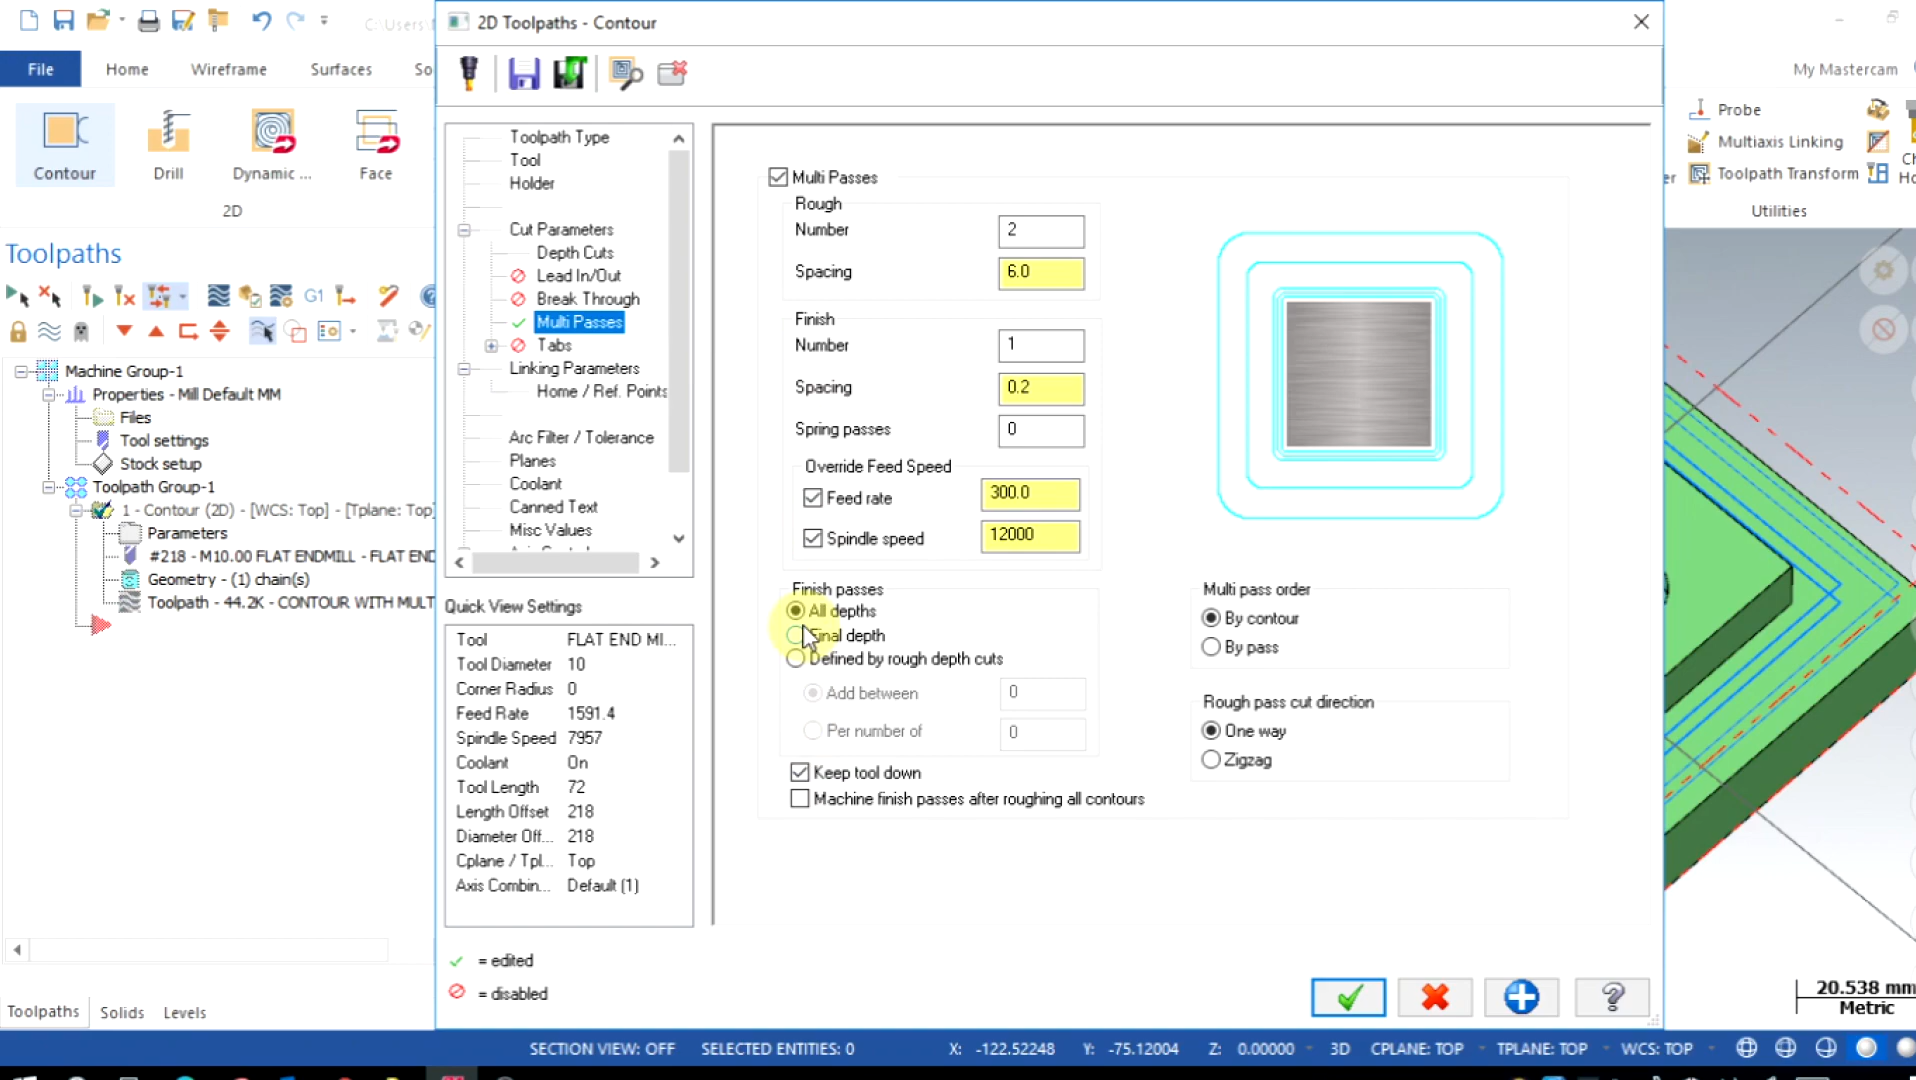 2D Toolpaths - Contour
C:\Users\
File
Home
Wireframe
Surfaces
So
My Mastercam
Contour
Drill
Dynamic ...
Face
2D
Probe
Multiaxis Linking
Toolpath Transform
Utilities
Toolpaths
G1
Machine Group-1
Properties - Mill Default MM
Files
Tool settings
Stock setup
Toolpath Group-1
1 - Contour (2D) - [WCS: Top] - [Tplane: Top]
Parameters
#218 - M10.00 FLAT ENDMILL - FLAT END
Geometry - (1) chain(s)
Toolpath - 44.2K - CONTOUR WITH MULT
Toolpaths
Solids
Levels
Toolpath Type
Tool
Holder
Cut Parameters
Depth Cuts
Lead In/Out
Break Through
Multi Passes
Tabs
Linking Parameters
Home / Ref. Points
Arc Filter / Tolerance
Planes
Coolant
Canned Text
Misc Values
Quick View Settings
Tool FLAT END MI...
Tool Diameter 10
Corner Radius 0
Feed Rate 1591.4
Spindle Speed 7957
Coolant On
Tool Length 72
Length Offset 218
Diameter Off... 218
Cplane / Tpl... Top
Axis Combin... Default (1)
= edited
= disabled
Multi Passes
Rough
Number 2
Spacing 6.0
Finish
Number 1
Spacing 0.2
Spring passes 0
Override Feed Speed
Feed rate 300.0
Spindle speed 12000
Finish passes
All depths
Final depth
Defined by rough depth cuts
Add between 0
Per number of 0
Keep tool down
Machine finish passes after roughing all contours
Multi pass order
By contour
By pass
Rough pass cut direction
One way
Zigzag
20.538 mm
Metric
SECTION VIEW: OFF SELECTED ENTITIES: 0 X: -122.52248 Y: -75.12004 Z: 0.00000 3D CPLANE: TOP TPLANE: TOP WCS: TOP